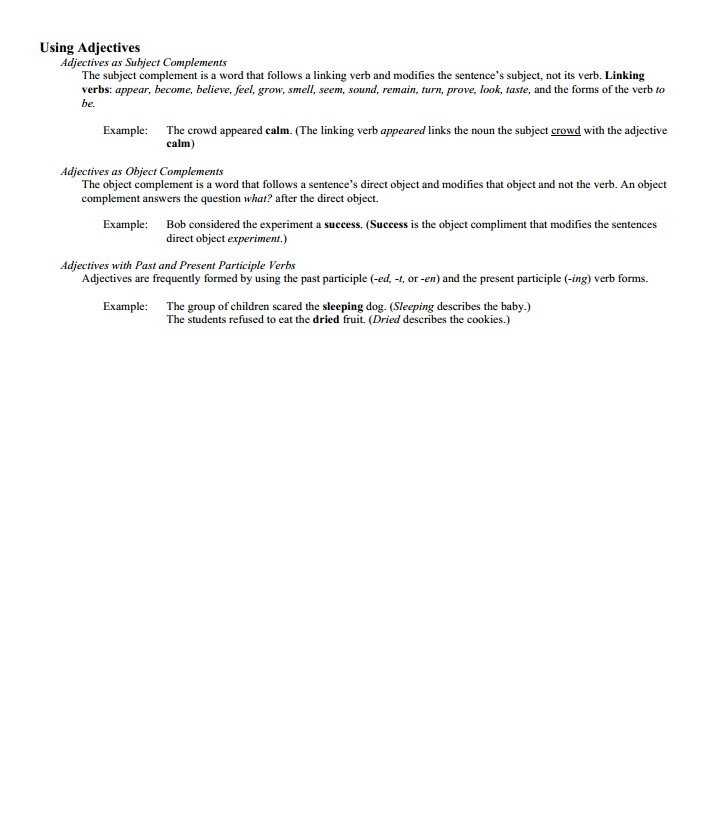 Using Adjectives
Adjectives as Subject Complements
The subject complement is a word that follows a linking verb and modifies the sentence's subject, not its verb. Linking
verbs: appear, become, believe, feel, grow, smell, seem, sound, remain, turn, prove, look, taste, and the forms of the verb to
be.
Example: The crowd appeared calm. (The linking verb appeared links the noun the subject crowd with the adjective
calm)
Adjectives as Object Complements
The object complement is a word that follows a sentence's direct object and modifies that object and not the verb. An object
complement answers the question what? after the direct object.
Example: Bob considered the experiment a success. (Success is the object compliment that modifies the sentences
direct object experiment.)
Adjectives with Past and Present Participle Verbs
Adjectives are frequently formed by using the past participle (-ed, -t, or -en) and the present participle (-ing) verb forms.
Example: The group of children scared the sleeping dog. (Sleeping describes the baby.)
The students refused to eat the dried fruit. (Dried describes the cookies.)